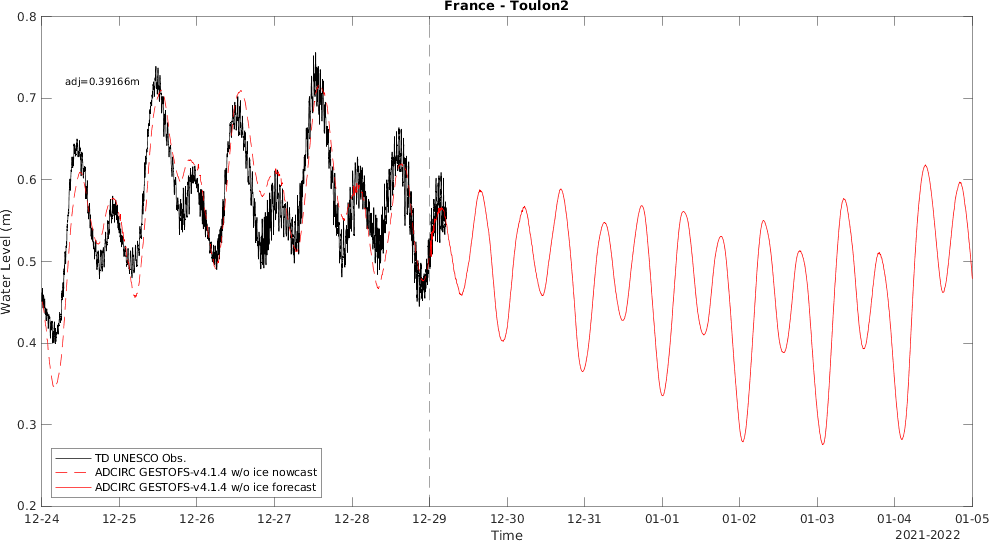 France - Toulon2
0.8
0.7
0.6
0.5
0.4
0.3
0.2
Water Level (m)
adj=0.39166m
TD UNESCO Obs.
ADCIRC GESTOFS-v4.1.4 w/o ice nowcast
ADCIRC GESTOFS-v4.1.4 w/o ice forecast
12-24 12-25 12-26 12-27 12-28 12-29 12-30 12-31 01-01 01-02 01-03 01-04 01-05
Time
2021-2022